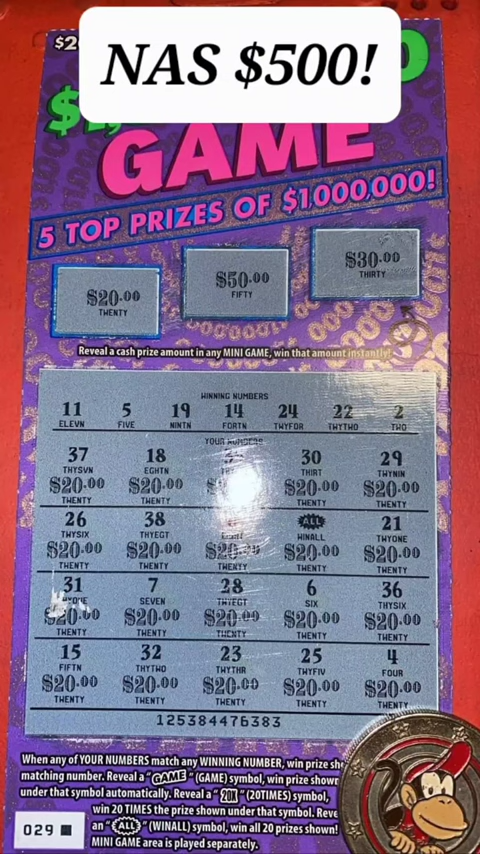 NAS $500!
$2
$1,
0
GAME
5 TOP PRIZES OF $1,000,000!
$20.00 $50.00 $30.00
TWENTY FIFTY THIRTY
Reveal a cash prize amount in any MINI GAME, win that amount instantly!
WINNING NUMBERS
11 5 19 14 24 22 2
ELEVN FIVE NINTN FORTN TWYFOR TWYTWO TWO
YOUR NUMBERS
37 18 30 29
THYSVN EGHTN THIRT TWYNIN
$20.00 $20.00 $20.00 $20.00 $20.00
TWENTY TWENTY TWENTY TWENTY
26 38 ALL 21
TWYSIX THYEGT WINALL TWYONE
$20.00 $20.00 $20.00 $20.00 $20.00
TWENTY TWENTY TWENTY TWENTY TWENTY
31 7 28 6 36
SEVEN TWYEGT SIX THYSIX
$20.00 $20.00 $20.00 $20.00 $20.00
TWENTY TWENTY TWENTY TWENTY TWENTY
15 32 23 25 4
FIFTN THYTWO TWYTHR TWYFIV FOUR
$20.00 $20.00 $20.00 $20.00 $20.00
TWENTY TWENTY TWENTY TWENTY TWENTY
125384476383
When any of YOUR NUMBERS match any WINNING NUMBER, win prize
matching number. Reveal a "GAME" (GAME) symbol, win prize shown
under that symbol automatically. Reveal a "20X" (20TIMES) symbol,
win 20 TIMES the prize shown under that symbol.
an "ALL" (WINALL) symbol, win all 20 prizes shown!
MINI GAME area is played separately.
029